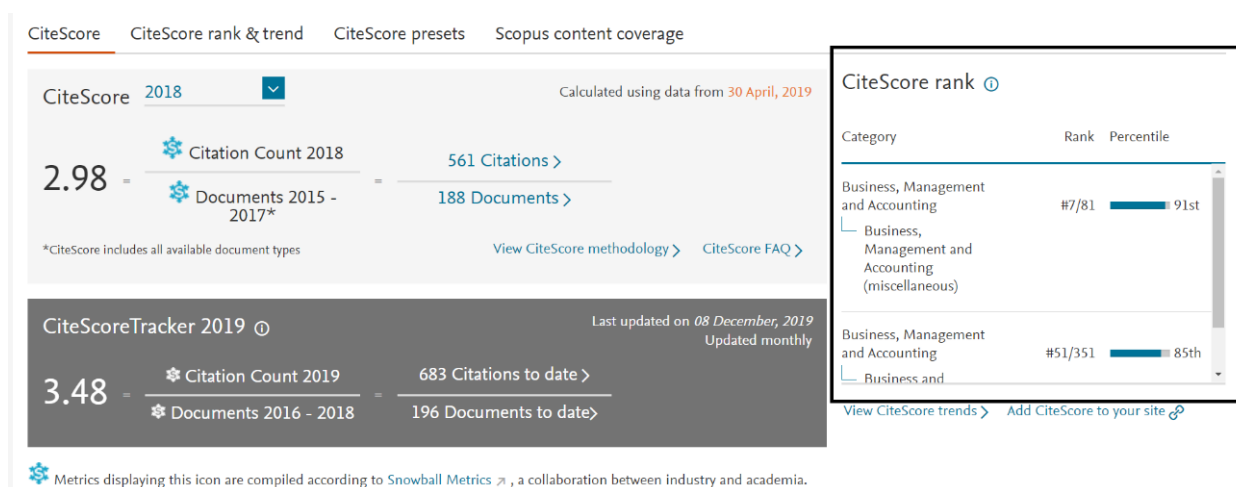 CiteScore CiteScore rank & trend CiteScore presets Scopus content coverage
CiteScore 2018
Calculated using data from 30 April, 2019
2.98 = Citation Count 2018 = 561 Citations >
Documents 2015 - 2017* 188 Documents >
*CiteScore includes all available document types
View CiteScore methodology > CiteScore FAQ >
CiteScoreTracker 2019
Last updated on 08 December, 2019
Updated monthly
3.48 = Citation Count 2019 = 683 Citations to date >
Documents 2016 - 2018 196 Documents to date>
Metrics displaying this icon are compiled according to Snowball Metrics ↗ , a collaboration between industry and academia.
CiteScore rank
Category Rank Percentile
Business, Management
and Accounting #7/81 91st
Business,
Management and
Accounting
(miscellaneous)
Business, Management
and Accounting #51/351 85th
Business and
View CiteScore trends > Add CiteScore to your site